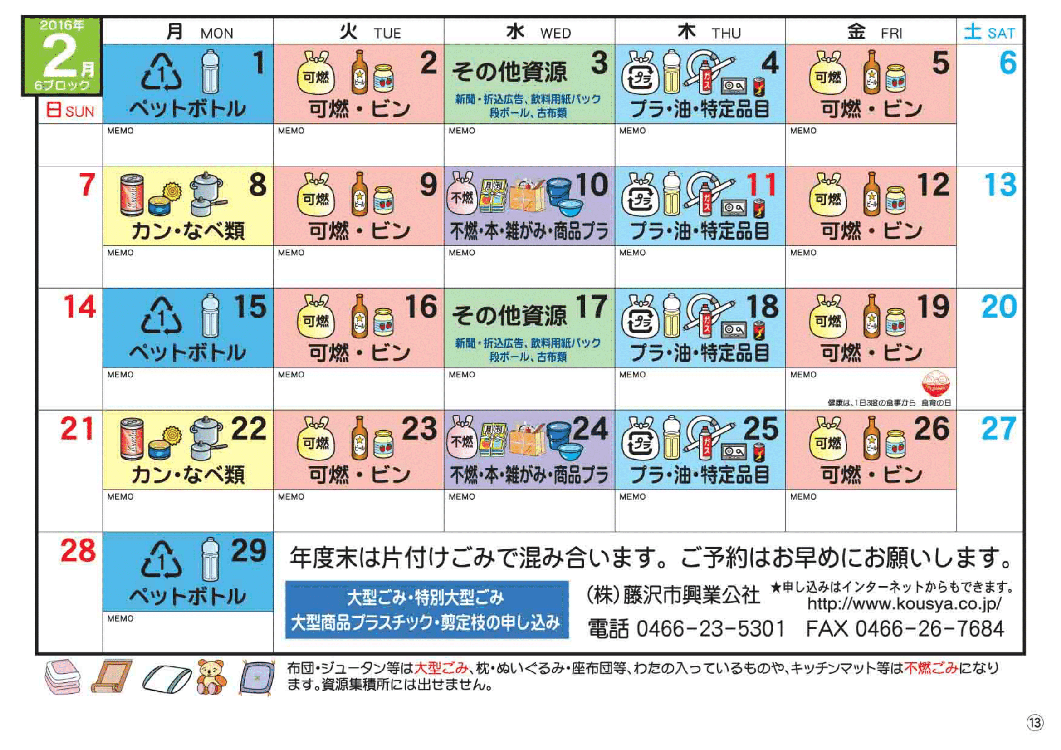 2016年
2月
6ブロック
月 MON
火 TUE
水 WED
木 THU
金 FRI
土 SAT
日 SUN
1
ペットボトル
MEMO
可燃
2
可燃・ビン
MEMO
その他資源 3
新聞・折込広告、飲料用紙パック
段ボール、古布類
MEMO
プラ
ガス
4
プラ・油・特定品目
MEMO
可燃
5
可燃・ビン
MEMO
6
7
8
カン・なべ類
MEMO
可燃
9
可燃・ビン
MEMO
不燃
10
不燃・本・雑がみ・商品プラ
MEMO
プラ
ガス
11
プラ・油・特定品目
MEMO
可燃
12
可燃・ビン
MEMO
13
14
1
15
ペットボトル
MEMO
可燃
16
可燃・ビン
MEMO
その他資源 17
新聞・折込広告、飲料用紙パック
段ボール、古布類
MEMO
プラ
ガス
18
プラ・油・特定品目
MEMO
可燃
19
可燃・ビン
MEMO
健康は、1日3食の食事から 食育の日
20
21
22
カン・なべ類
MEMO
可燃
23
可燃・ビン
MEMO
不燃
24
不燃・本・雑がみ・商品プラ
MEMO
プラ
ガス
25
プラ・油・特定品目
MEMO
可燃
26
可燃・ビン
MEMO
27
28
1
29
ペットボトル
MEMO
年度末は片付けごみで混み合います。ご予約はお早めにお願いします。
大型ごみ・特別大型ごみ
大型商品プラスチック・剪定枝の申し込み
(株)藤沢市興業公社
★申し込みはインターネットからもできます。
http://www.kousya.co.jp/
電話 0466-23-5301 FAX 0466-26-7684
布団・ジュータン等は大型ごみ、枕・ぬいぐるみ・座布団等、わたの入っているものや、キッチンマット等は不燃ごみになり
ます。資源集積所には出せません。
⑬